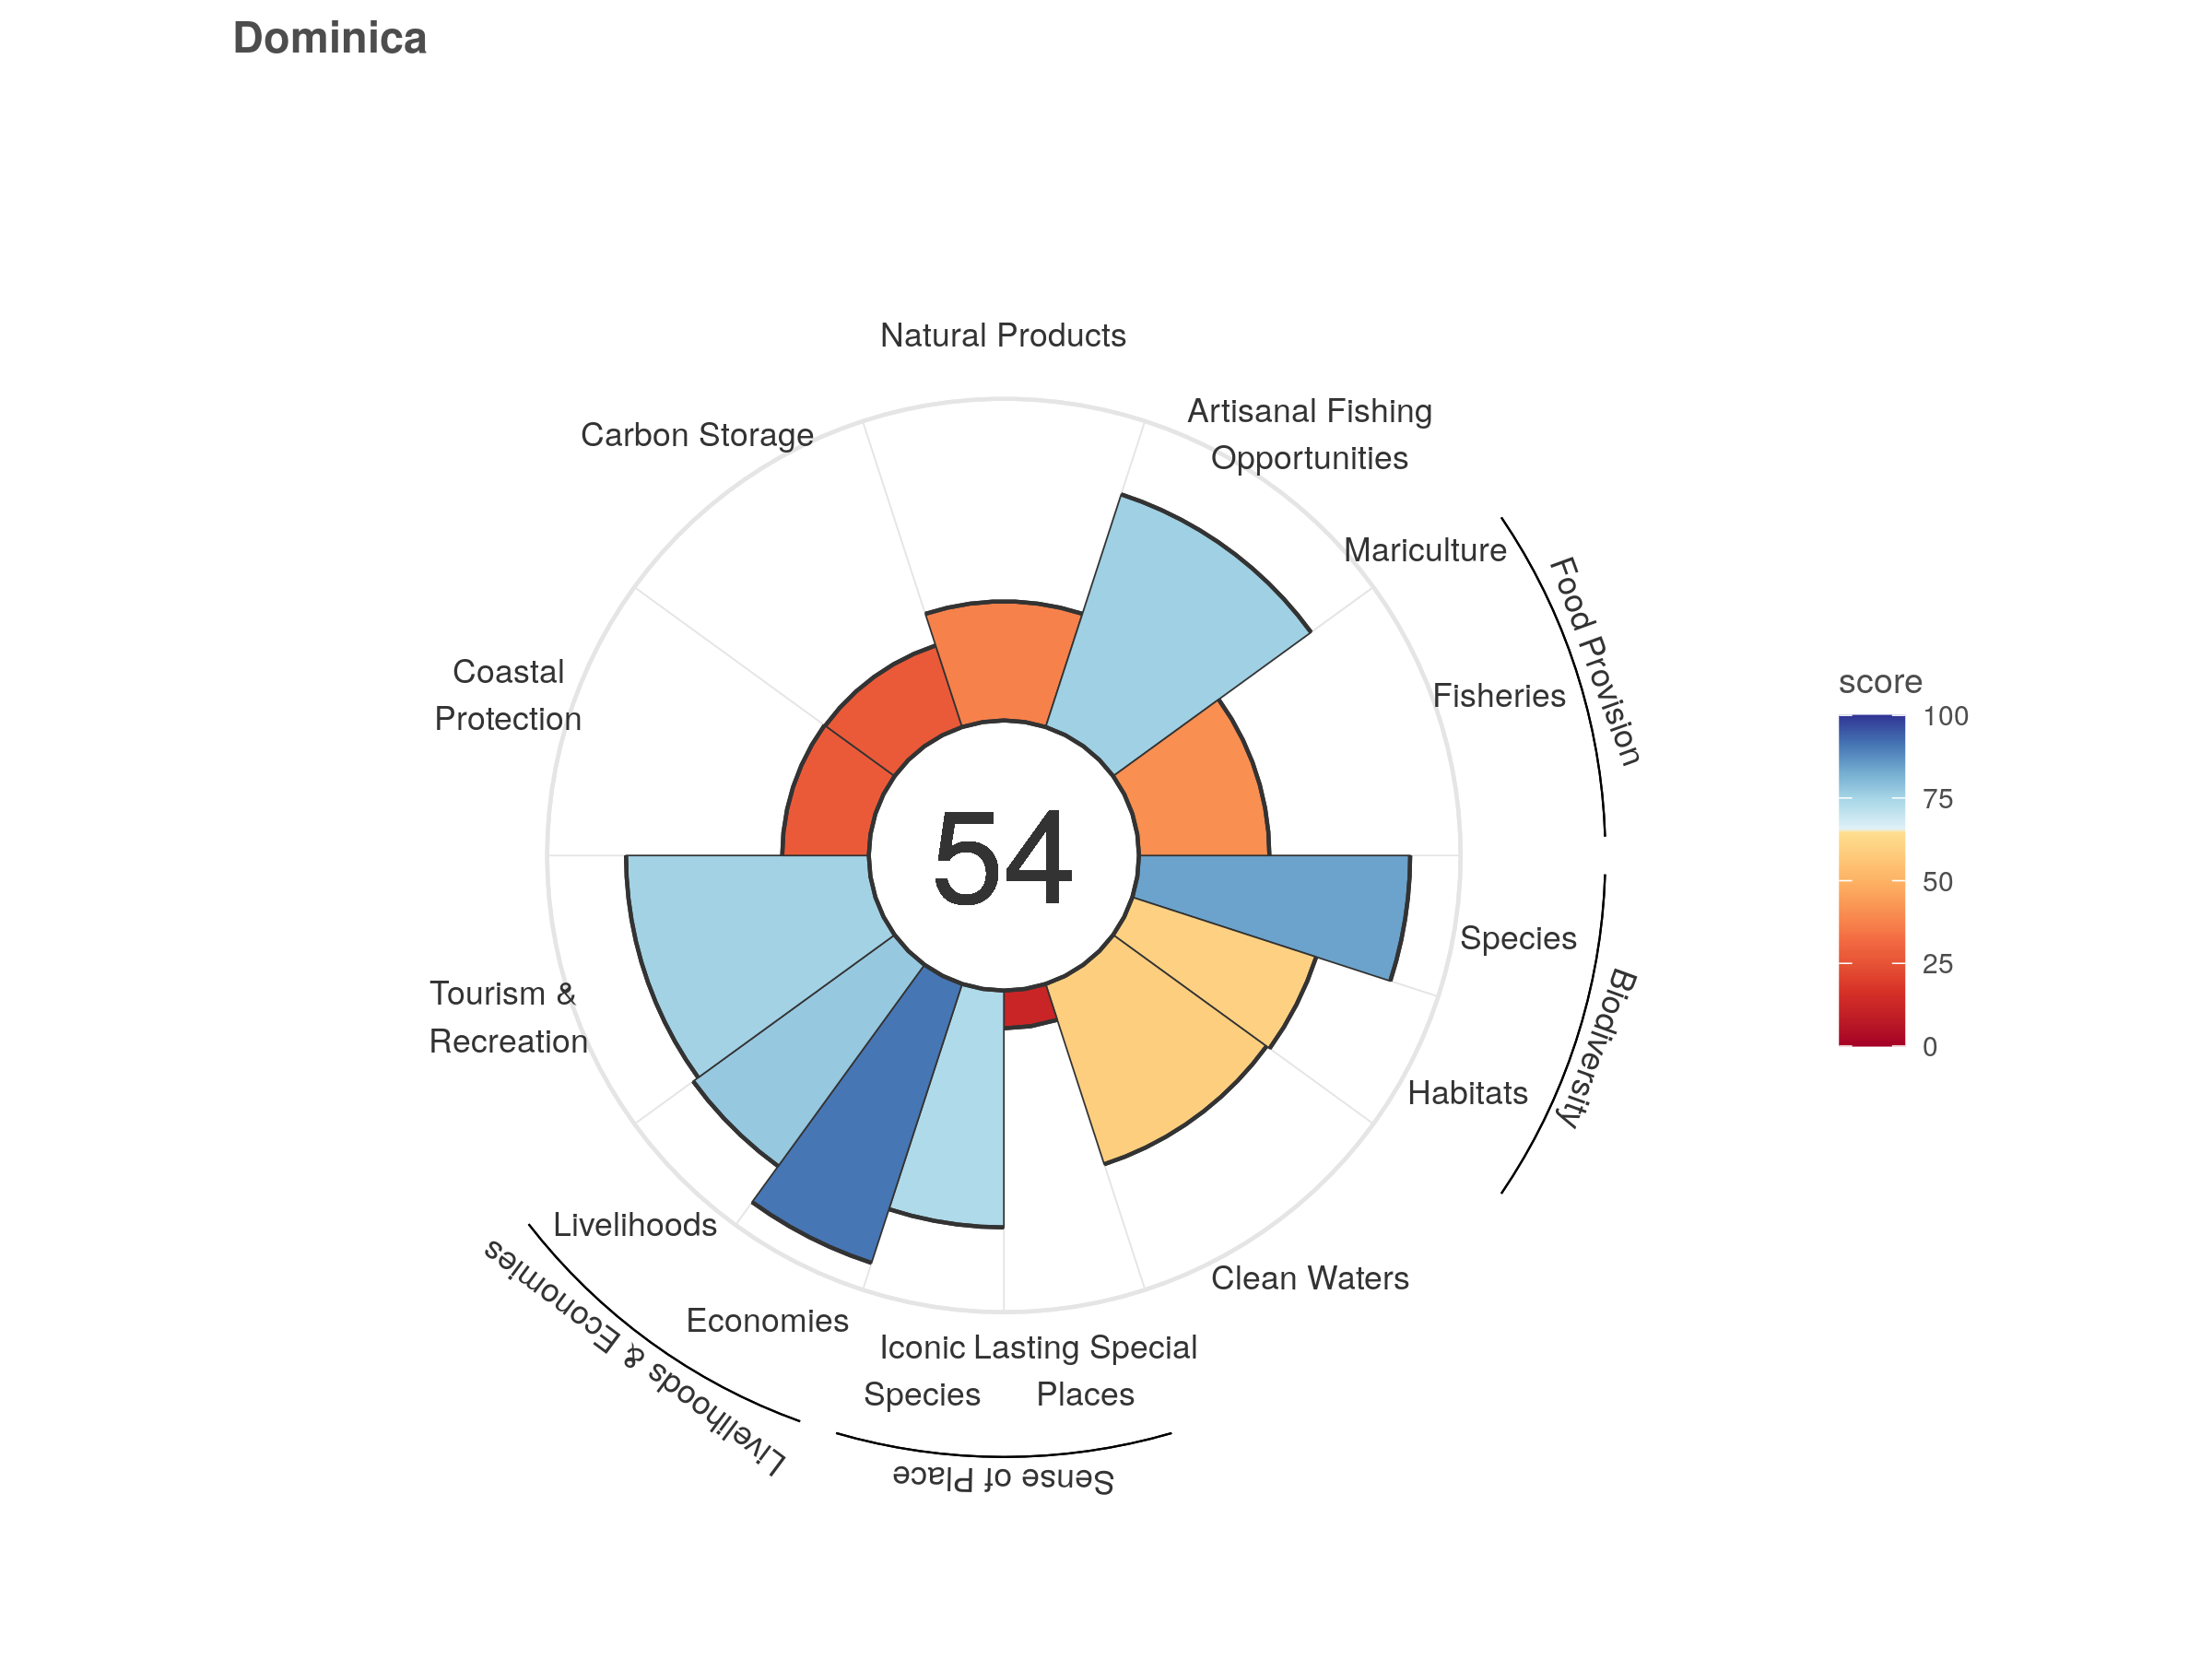 Dominica
Natural Products
Artisanal Fishing
Opportunities
Carbon Storage
Mariculture
Food Provision
Fisheries
Coastal
Protection
score
100
75
50
25
0
54
Species
Biodiversity
Habitats
Tourism &
Recreation
Livelihoods
Livelihoods & Economies
Economies
Clean Waters
Iconic
Species
Lasting Special
Places
Sense of Place